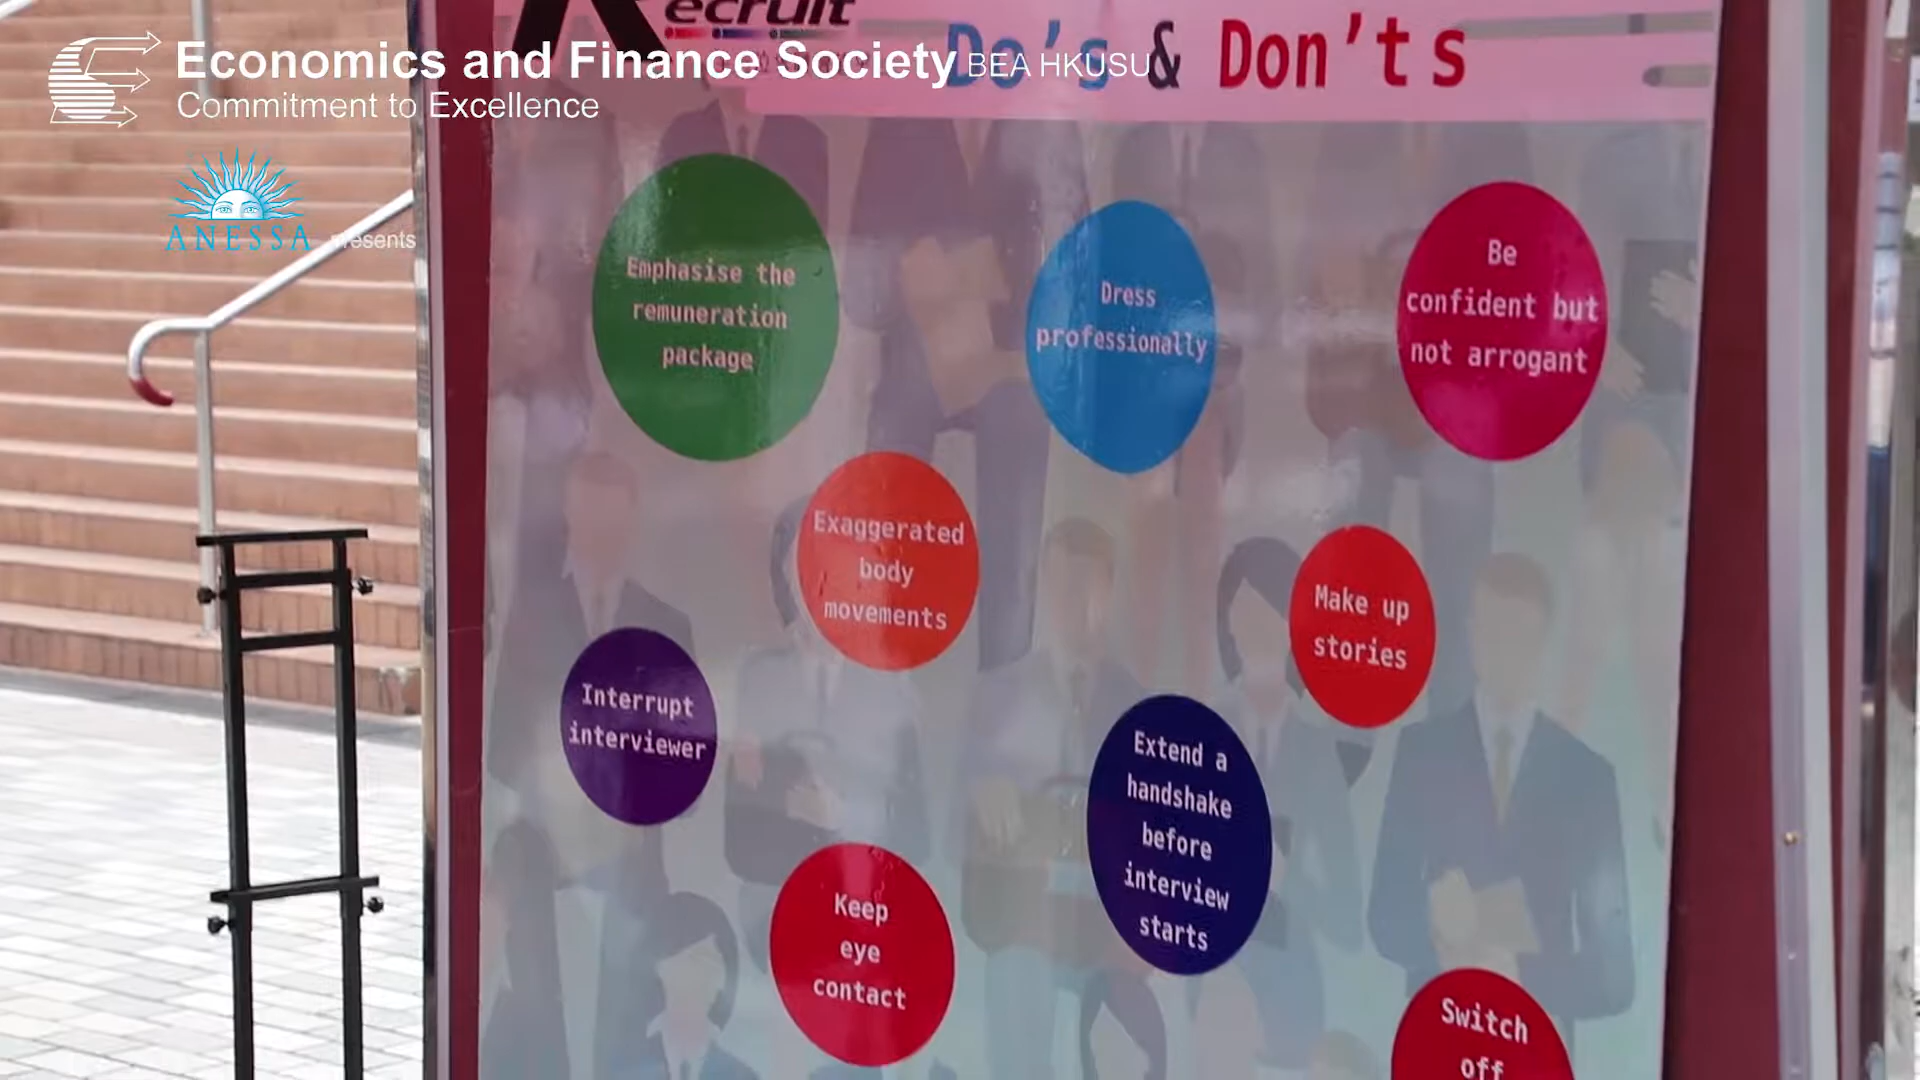 Recruit
Do's & Don'ts
Economics and Finance Society BEA HKUSU
Commitment to Excellence
ANESSA presents
Emphasise the
remuneration
package
Dress
professionally
Be
confident but
not arrogant
Exaggerated
body
movements
Make up
stories
Interrupt
interviewer
Extend a
handshake
before
interview
starts
Keep
eye
contact
Switch
off